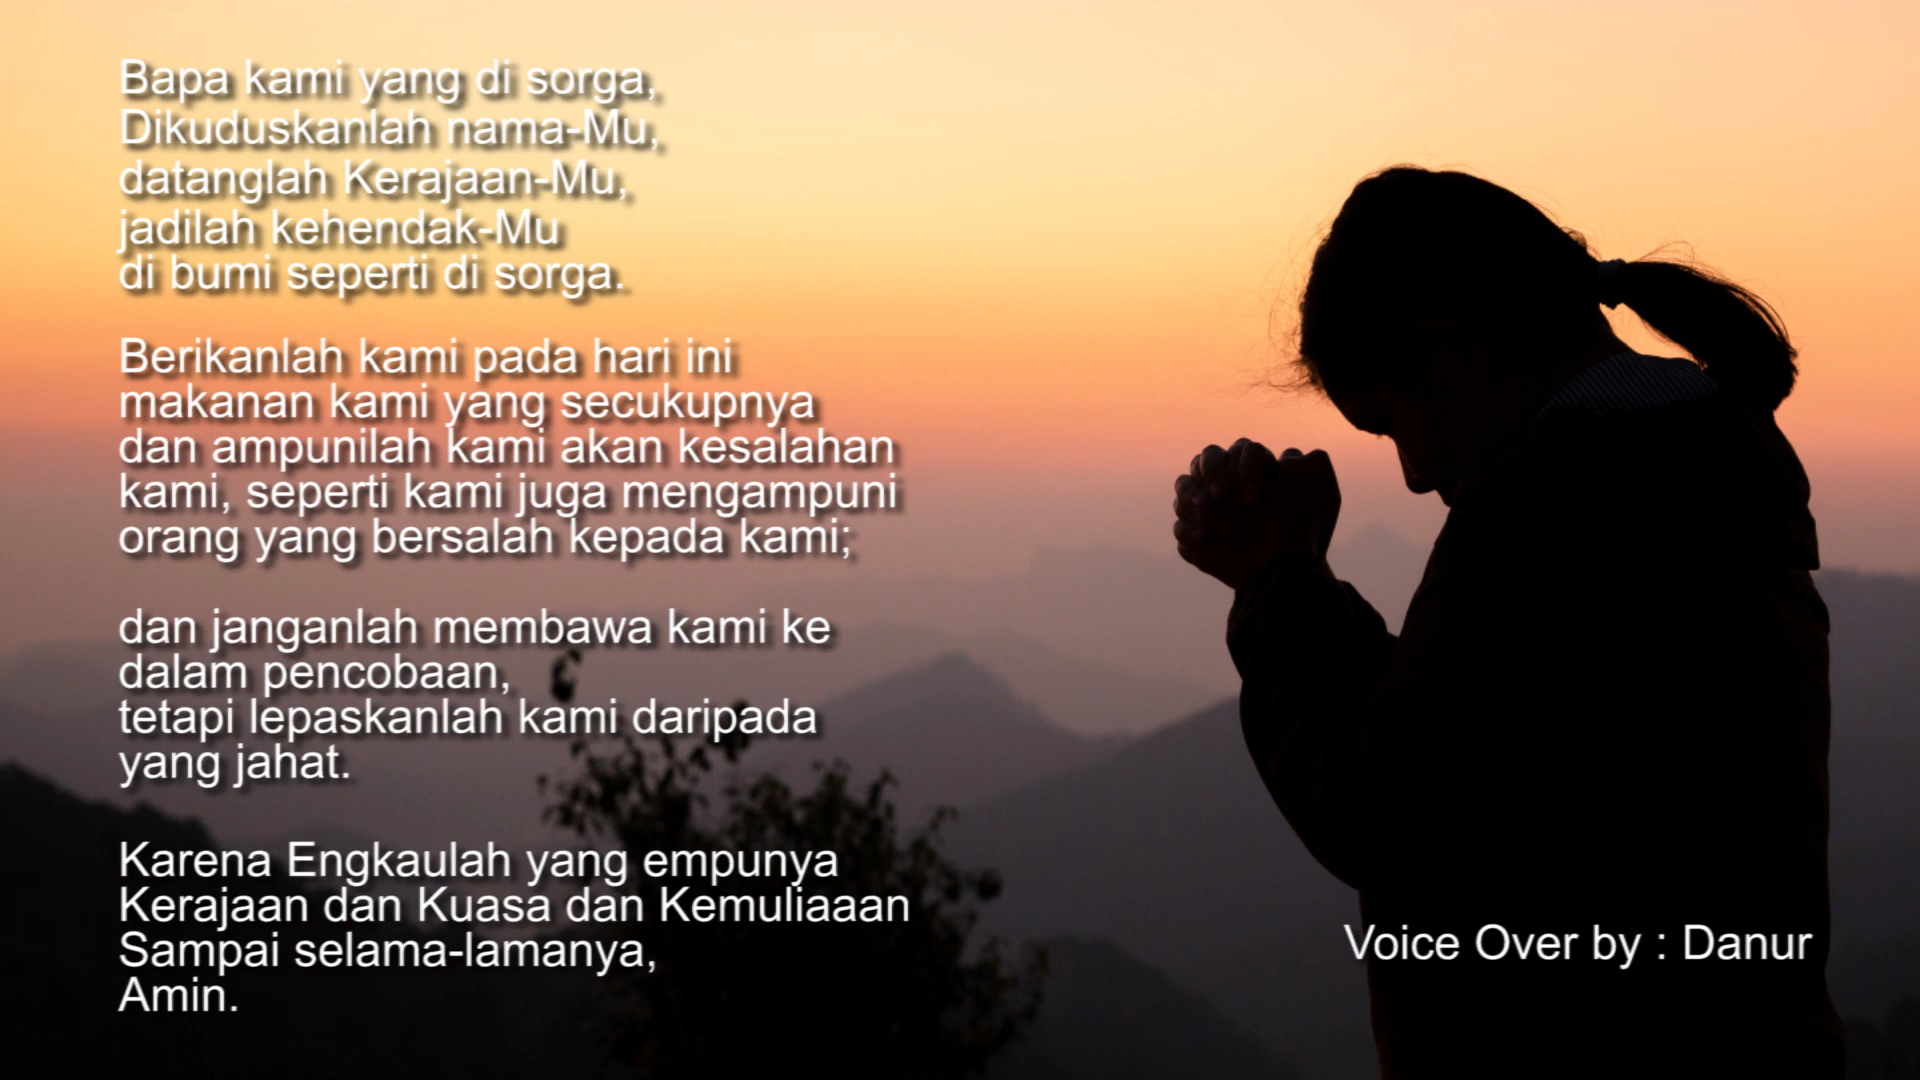 Bapa kami yang di sorga,
Dikuduskanlah nama-Mu,
datanglah Kerajaan-Mu,
jadilah kehendak-Mu
di bumi seperti di sorga.
Berikanlah kami pada hari ini
makanan kami yang secukupnya
dan ampunilah kami akan kesalahan
kami, seperti kami juga mengampuni
orang yang bersalah kepada kami;
dan janganlah membawa kami ke
dalam pencobaan,
tetapi lepaskanlah kami daripada
yang jahat.
Karena Engkaulah yang empunya
Kerajaan dan Kuasa dan Kemuliaaan
Sampai selama-lamanya,
Amin.
Voice Over by : Danur